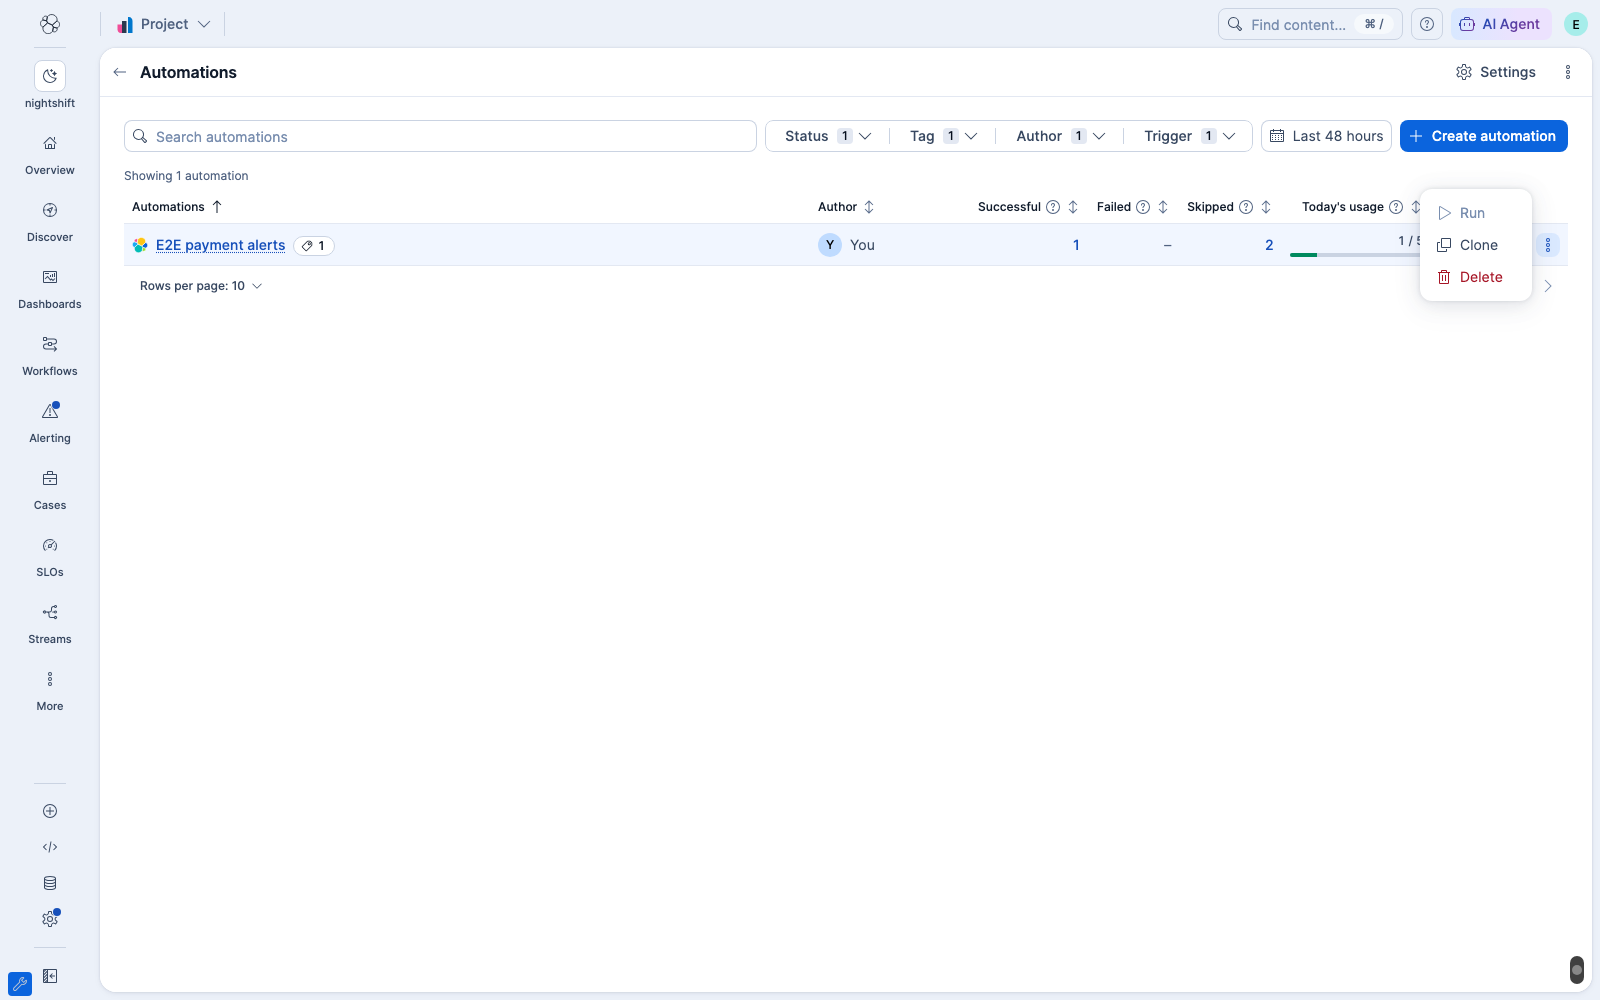 Project
Find content... ⌘ /
AI Agent
E
nightshift
Overview
Discover
Dashboards
Workflows
Alerting
Cases
SLOs
Streams
More
Automations
Settings
Search automations
Status 1
Tag 1
Author 1
Trigger 1
Last 48 hours
Create automation
Showing 1 automation
Automations Author Successful Failed Skipped Today's usage
E2E payment alerts 1 Y You 1 – 2 1 /
Run
Clone
Delete
Rows per page: 10